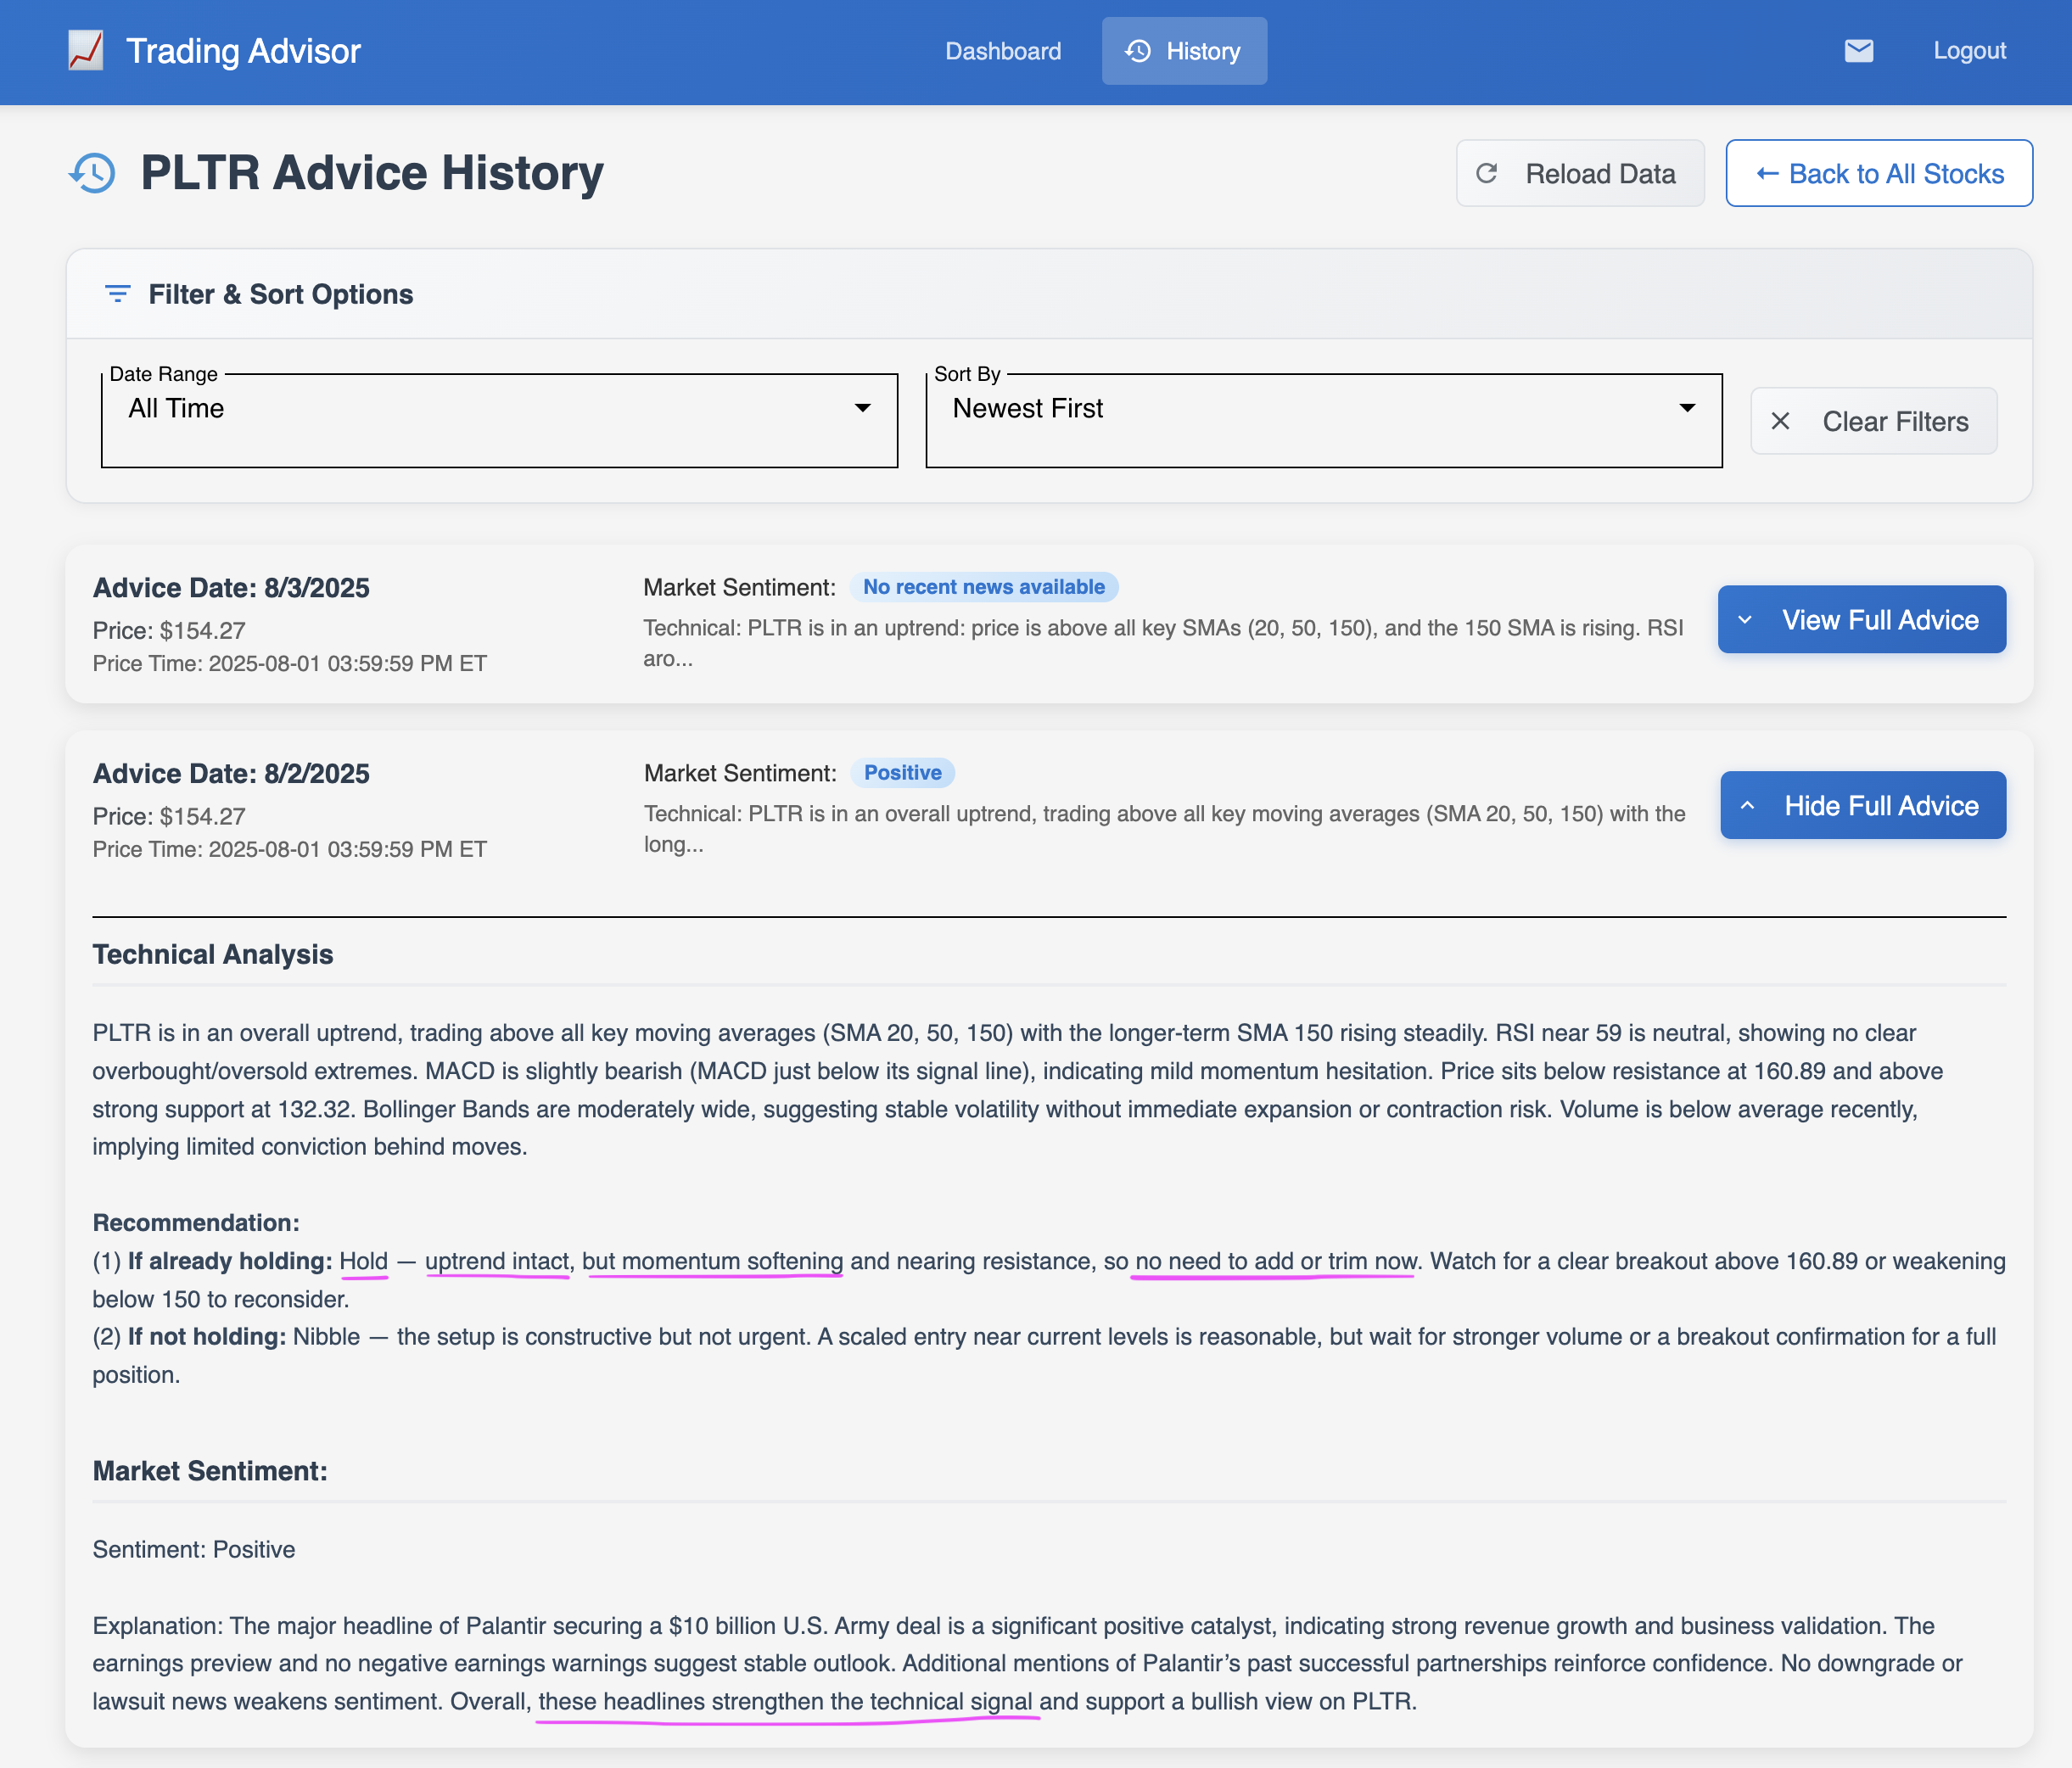 Trading Advisor
Dashboard
History
Logout
PLTR Advice History
Reload Data
← Back to All Stocks
Filter & Sort Options
Date Range
All Time
Sort By
Newest First
Clear Filters
Advice Date: 8/3/2025
Price: $154.27
Price Time: 2025-08-01 03:59:59 PM ET
Market Sentiment: No recent news available
Technical: PLTR is in an uptrend: price is above all key SMAs (20, 50, 150), and the 150 SMA is rising. RSI
aro...
View Full Advice
Advice Date: 8/2/2025
Price: $154.27
Price Time: 2025-08-01 03:59:59 PM ET
Market Sentiment: Positive
Technical: PLTR is in an overall uptrend, trading above all key moving averages (SMA 20, 50, 150) with the
long...
Hide Full Advice
Technical Analysis
PLTR is in an overall uptrend, trading above all key moving averages (SMA 20, 50, 150) with the longer-term SMA 150 rising steadily. RSI near 59 is neutral, showing no clear
overbought/oversold extremes. MACD is slightly bearish (MACD just below its signal line), indicating mild momentum hesitation. Price sits below resistance at 160.89 and above
strong support at 132.32. Bollinger Bands are moderately wide, suggesting stable volatility without immediate expansion or contraction risk. Volume is below average recently,
implying limited conviction behind moves.
Recommendation:
(1) If already holding: Hold — uptrend intact, but momentum softening and nearing resistance, so no need to add or trim now. Watch for a clear breakout above 160.89 or weakening
below 150 to reconsider.
(2) If not holding: Nibble — the setup is constructive but not urgent. A scaled entry near current levels is reasonable, but wait for stronger volume or a breakout confirmation for a full
position.
Market Sentiment:
Sentiment: Positive
Explanation: The major headline of Palantir securing a $10 billion U.S. Army deal is a significant positive catalyst, indicating strong revenue growth and business validation. The
earnings preview and no negative earnings warnings suggest stable outlook. Additional mentions of Palantir’s past successful partnerships reinforce confidence. No downgrade or
lawsuit news weakens sentiment. Overall, these headlines strengthen the technical signal and support a bullish view on PLTR.